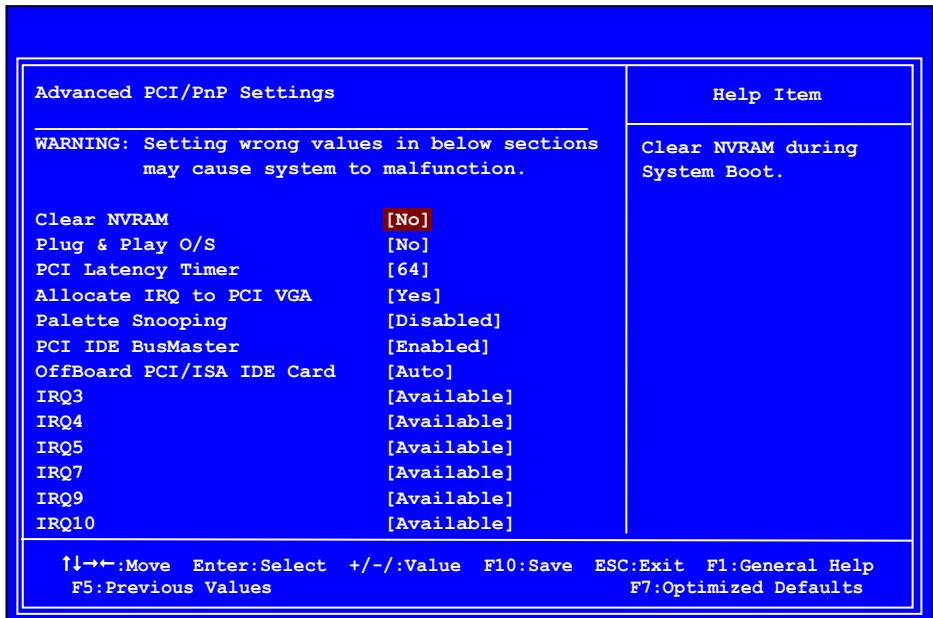 Advanced PCI/PnP Settings
Help Item
WARNING: Setting wrong values in below sections
may cause system to malfunction.
Clear NVRAM during
System Boot.
Clear NVRAM [No]
Plug & Play O/S [No]
PCI Latency Timer [64]
Allocate IRQ to PCI VGA [Yes]
Palette Snooping [Disabled]
PCI IDE BusMaster [Enabled]
OffBoard PCI/ISA IDE Card [Auto]
IRQ3 [Available]
IRQ4 [Available]
IRQ5 [Available]
IRQ7 [Available]
IRQ9 [Available]
IRQ10 [Available]
↑↓→←:Move Enter:Select +/-/:Value F10:Save ESC:Exit F1:General Help
F5:Previous Values F7:Optimized Defaults